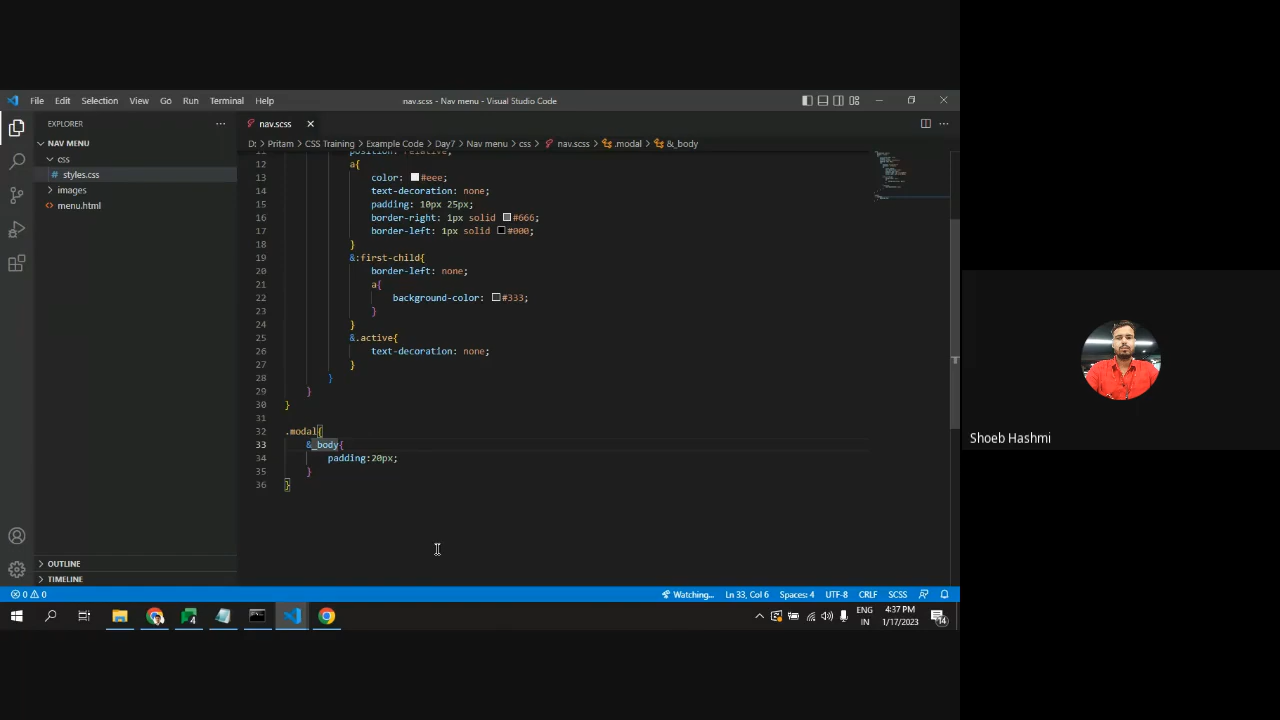 File Edit Selection View Go Run Terminal Help
nav.scss - Nav menu - Visual Studio Code
EXPLORER
nav.scss
NAV MENU
D: > Pritam > CSS Training > Example Code > Day7 > Nav menu > css > nav.scss > .modal > &_body
css
styles.css
images
menu.html
12 a{
13 color: #eee;
14 text-decoration: none;
15 padding: 10px 25px;
16 border-right: 1px solid #666;
17 border-left: 1px solid #000;
18 }
19 &:first-child{
20 border-left: none;
21 a{
22 background-color: #333;
23 }
24 }
25 &.active{
26 text-decoration: none;
27 }
28 }
29 }
30 }
31
32 .modal{
33 &_body{
34 padding:20px;
35 }
36 }
OUTLINE
TIMELINE
0 0
Watching... Ln 33, Col 6 Spaces: 4 UTF-8 CRLF SCSS
ENG
IN
4:37 PM
1/17/2023
14
Shoeb Hashmi